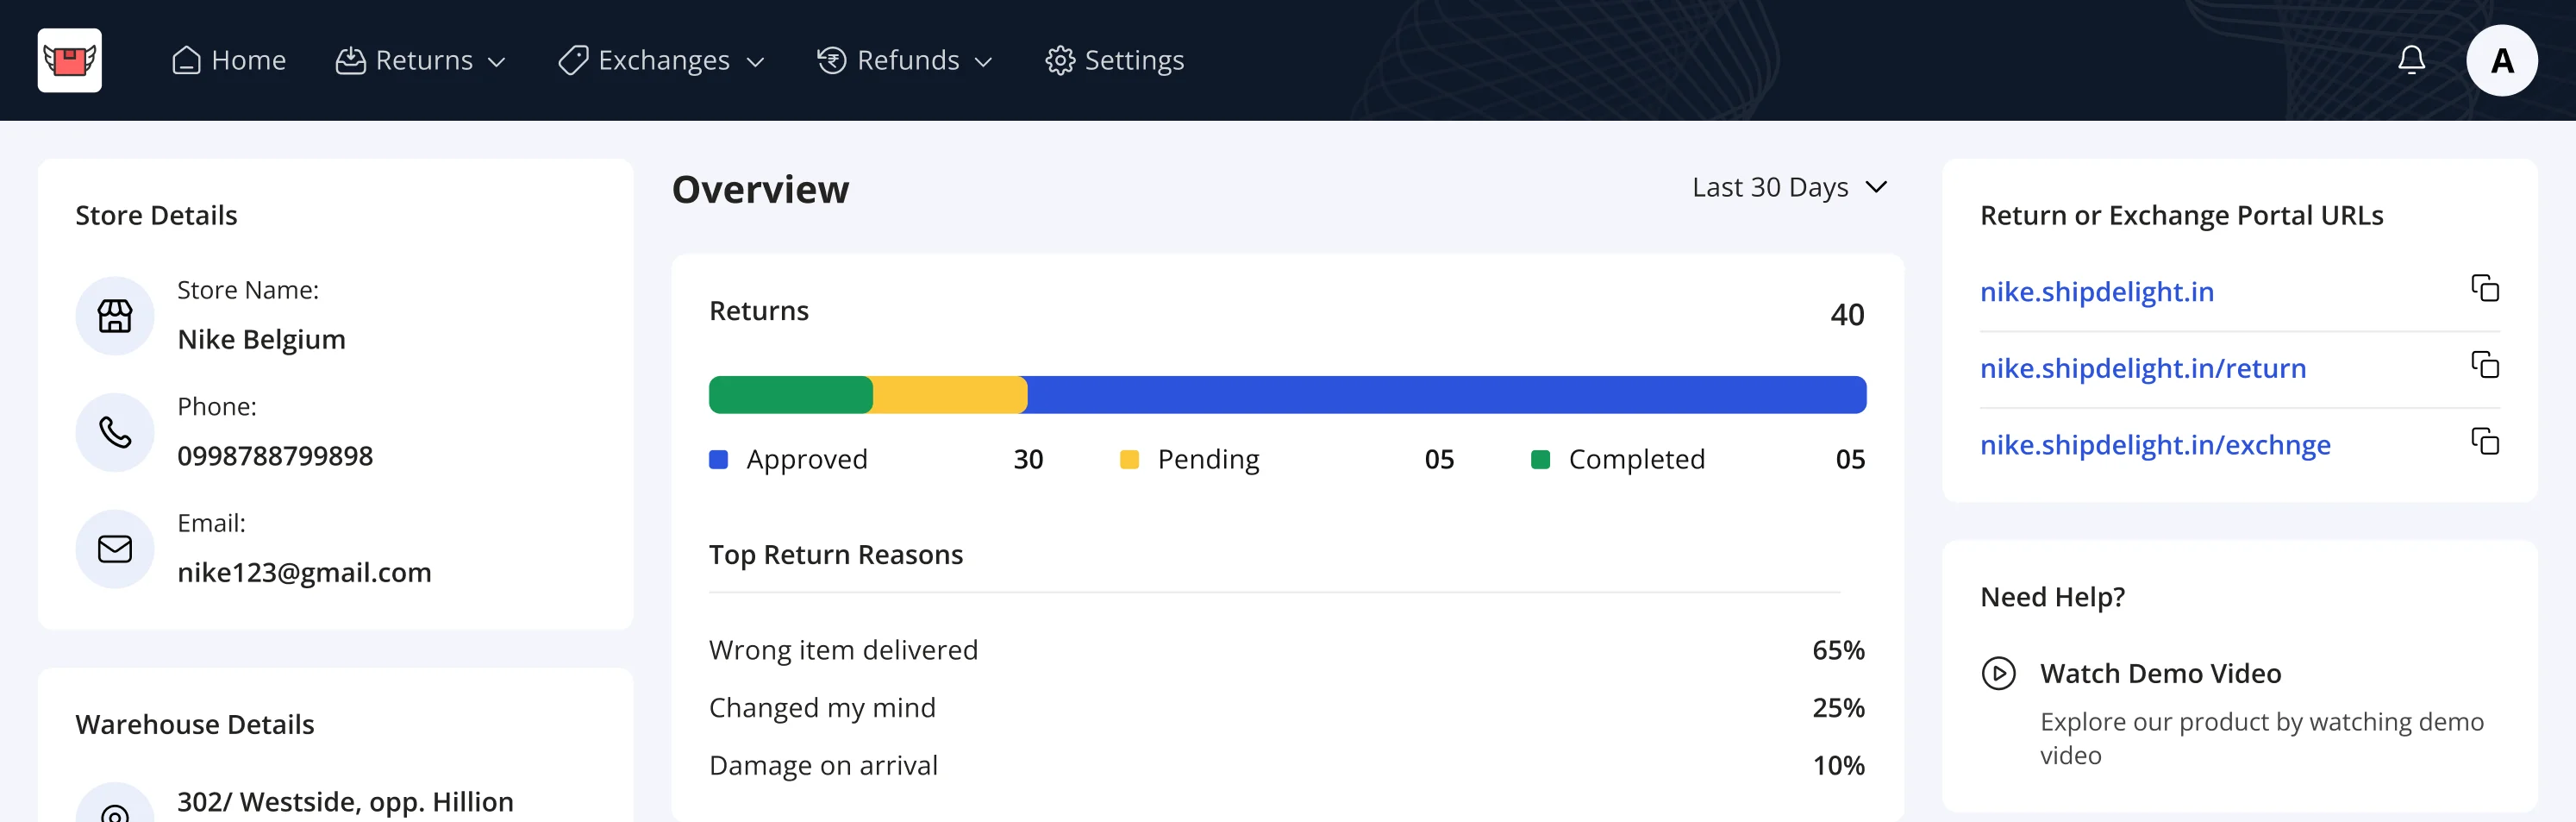 Home
Returns
Exchanges
Refunds
Settings
A
Store Details
Store Name:
Nike Belgium
Phone:
0998788799898
Email:
nike123@gmail.com
Warehouse Details
302/ Westside, opp. Hillion
Overview
Last 30 Days
Returns
40
Approved 30
Pending 05
Completed 05
Top Return Reasons
Wrong item delivered 65%
Changed my mind 25%
Damage on arrival 10%
Return or Exchange Portal URLs
nike.shipdelight.in
nike.shipdelight.in/return
nike.shipdelight.in/exchnge
Need Help?
Watch Demo Video
Explore our product by watching demo
video